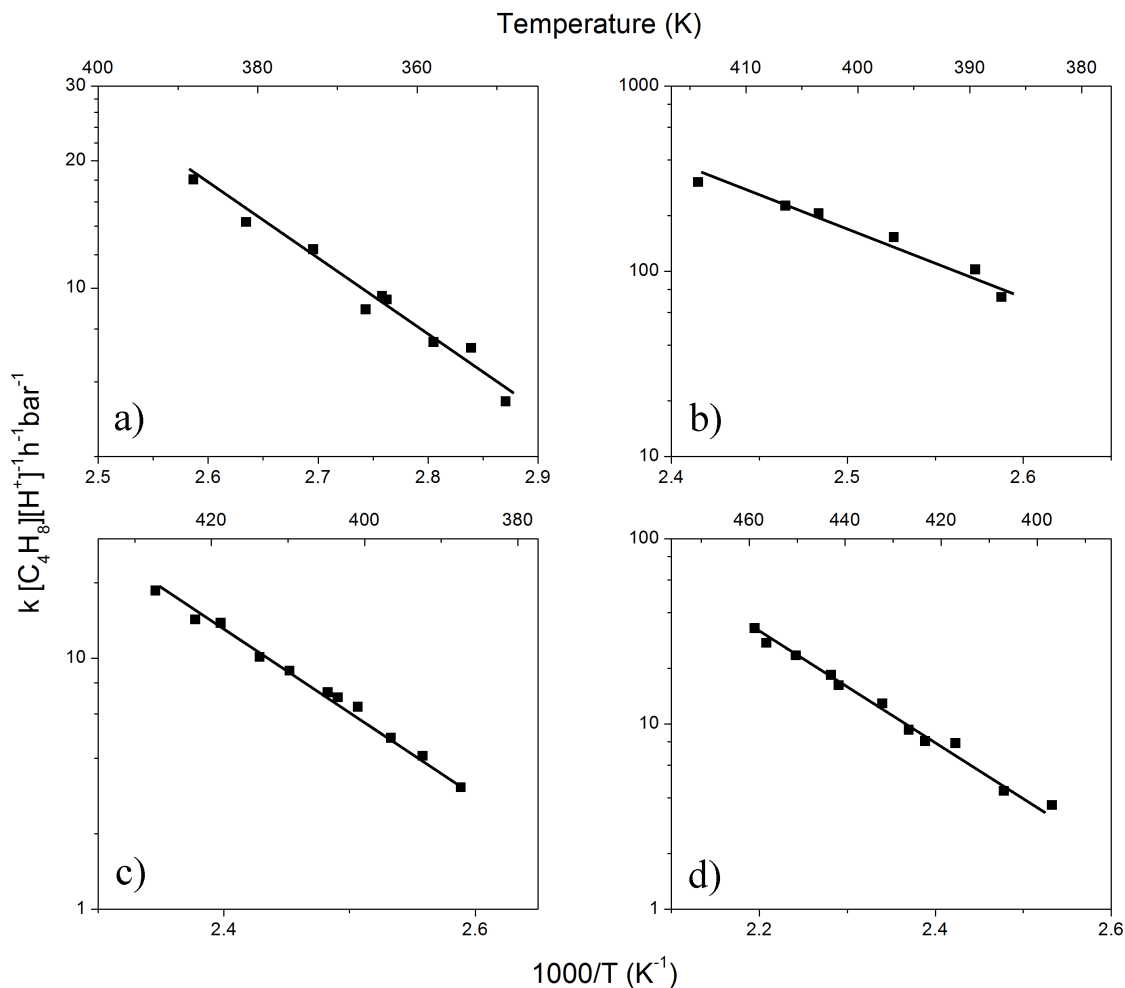 Temperature (K)
400 380 360
410 400 390 380
30
20
10
1000
100
10
a)
b)
2.5 2.6 2.7 2.8 2.9
2.4 2.5 2.6
k [C₄H₈][H⁺]⁻¹h⁻¹bar⁻¹
420 400 380
460 440 420 400
10
1
100
10
1
c)
d)
2.4 2.6
2.2 2.4 2.6
1000/T (K⁻¹)